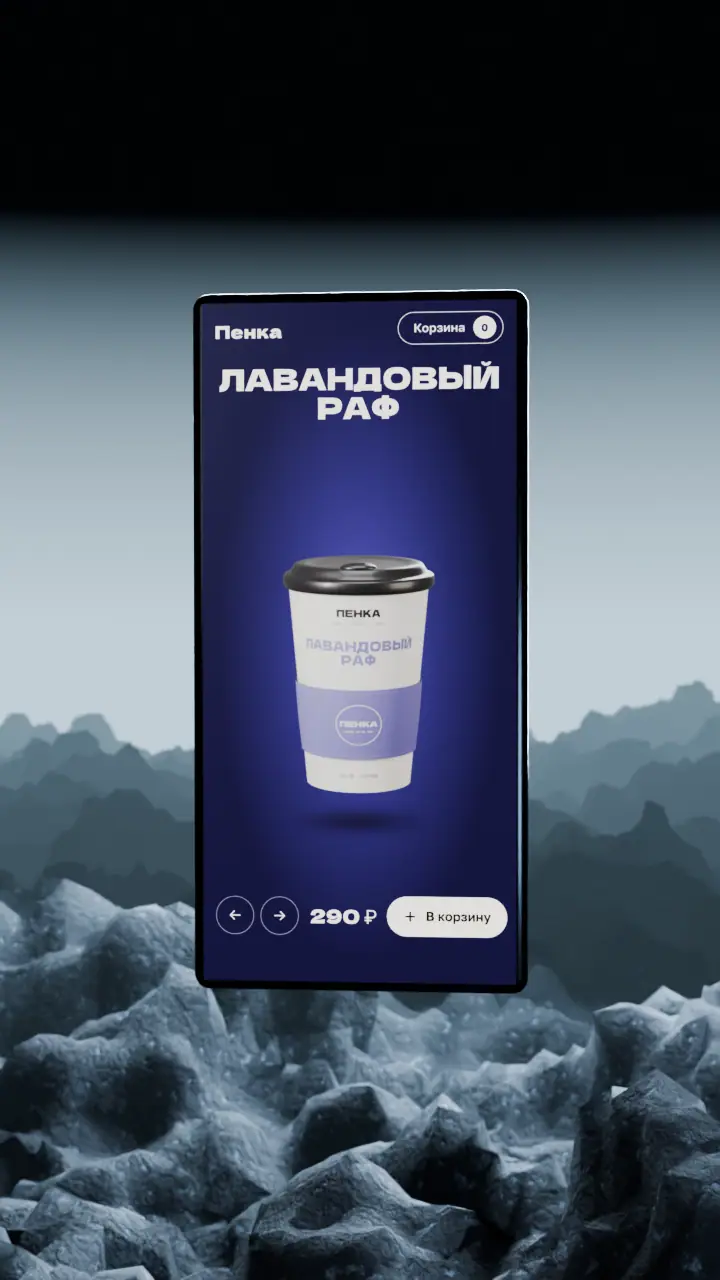 Пенка
Корзина 0
ЛАВАНДОВЫЙ
РАФ
ПЕНКА
ЛАВАНДОВЫЙ
РАФ
ПЕНКА
290 ₽
+ В корзину